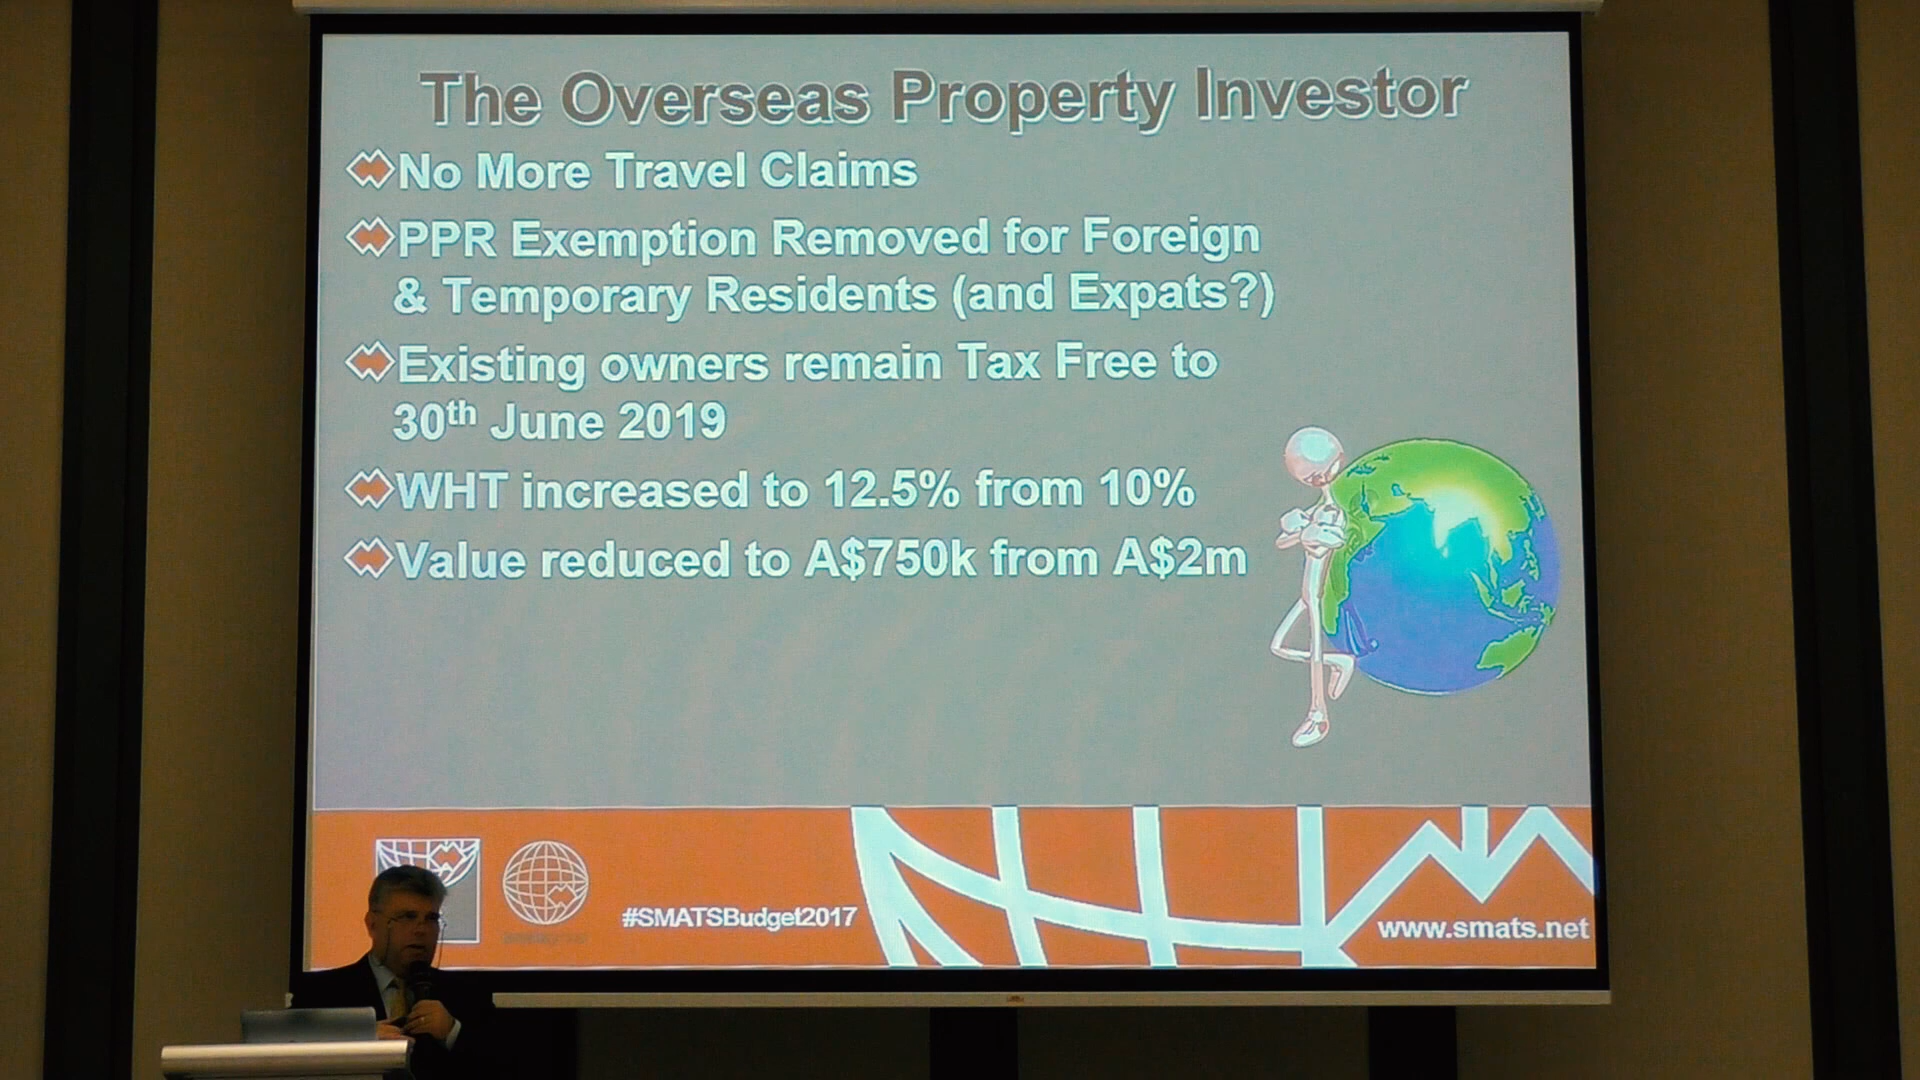 The Overseas Property Investor
No More Travel Claims
PPR Exemption Removed for Foreign
& Temporary Residents (and Expats?)
Existing owners remain Tax Free to
30th June 2019
WHT increased to 12.5% from 10%
Value reduced to A$750k from A$2m
#SMATSBudget2017
www.smats.net